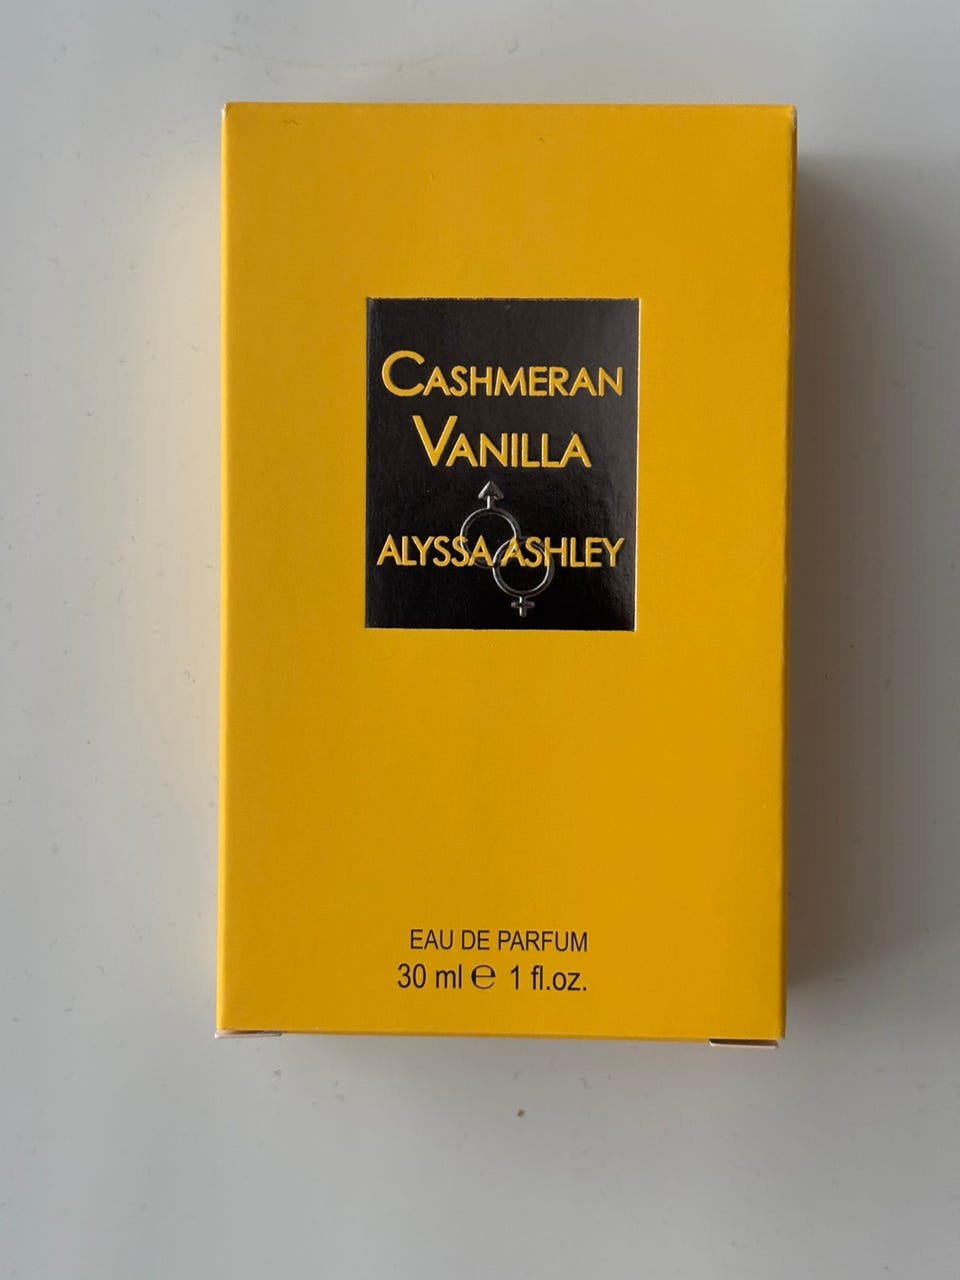 CASHMERAN
VANILLA
ALYSSA ASHLEY
EAU DE PARFUM
30 ml ℮ 1 fl.oz.